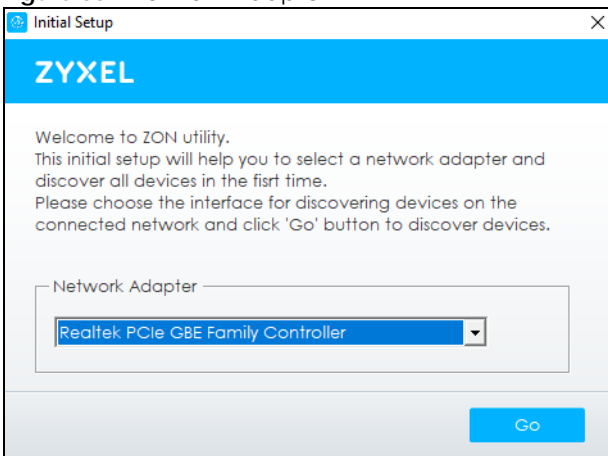 Initial Setup
ZYXEL
Welcome to ZON utility.
This initial setup will help you to select a network adapter and
discover all devices in the fisrt time.
Please choose the interface for discovering devices on the
connected network and click 'Go' button to discover devices.
Network Adapter
Realtek PCIe GBE Family Controller
Go